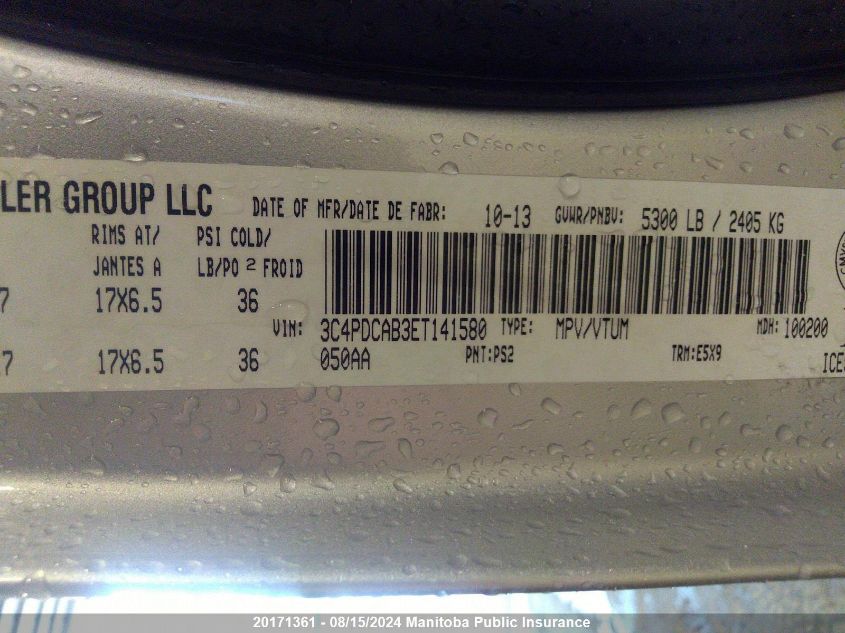 LER GROUP LLC DATE OF MFR/DATE DE FABR: 10-13 GVWR/PNBV: 5300 LB / 2405 KG
RIMS AT/ PSI COLD/
JANTES A LB/PO 2 FROID
7 17X6.5 36
VIN: 3C4PDCAB3ET141580 TYPE: MPV/VTUM MDH: 100200
7 17X6.5 36 050AA PNT:PS2 TRM:E5X9 ICES
20171361 - 08/15/2024 Manitoba Public Insurance